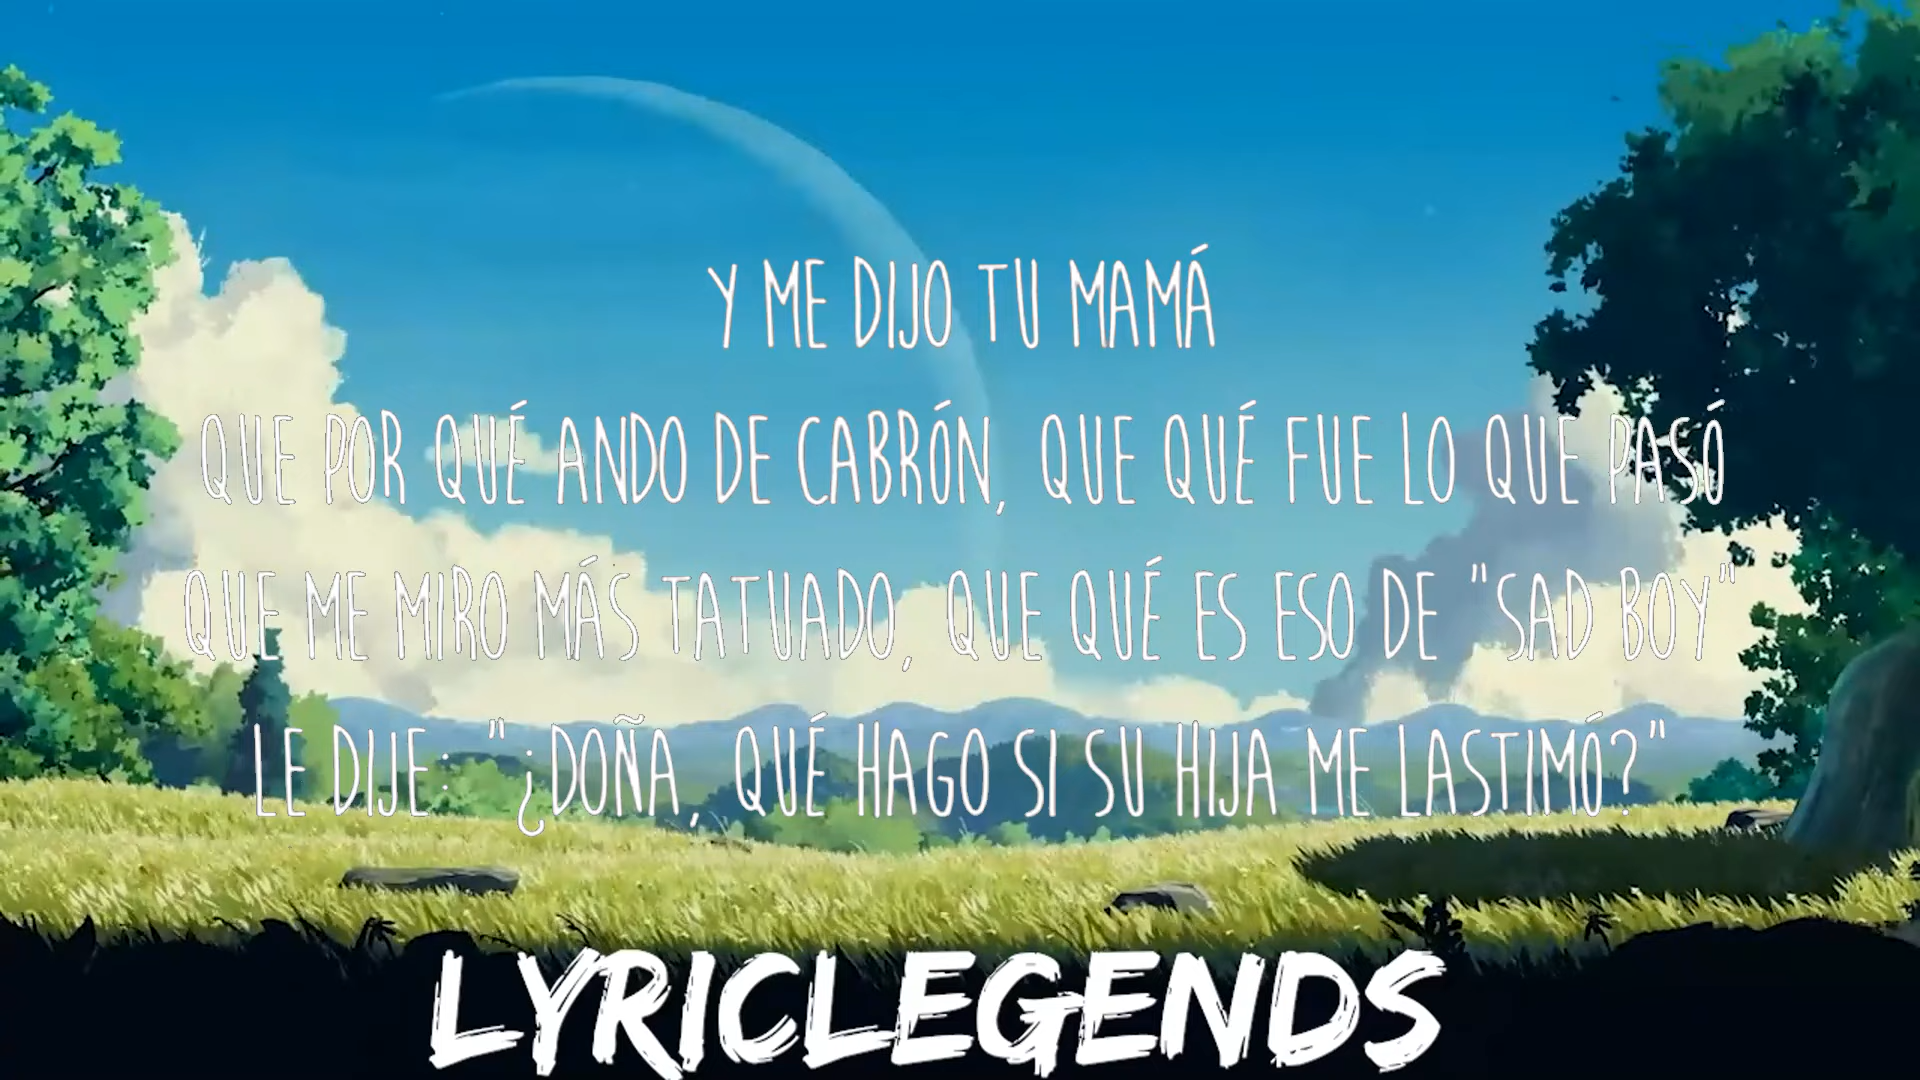 Y ME DIJO TU MAMÁ
QUE POR QUÉ ANDO DE CABRÓN, QUE QUÉ FUE LO QUE PASÓ
QUE ME MIRO MÁS TATUADO, QUE QUÉ ES ESO DE "SAD BOY"
LE DIJE: "¿DOÑA, QUÉ HAGO SI SU HIJA ME LASTIMÓ?"
LYRICLEGENDS